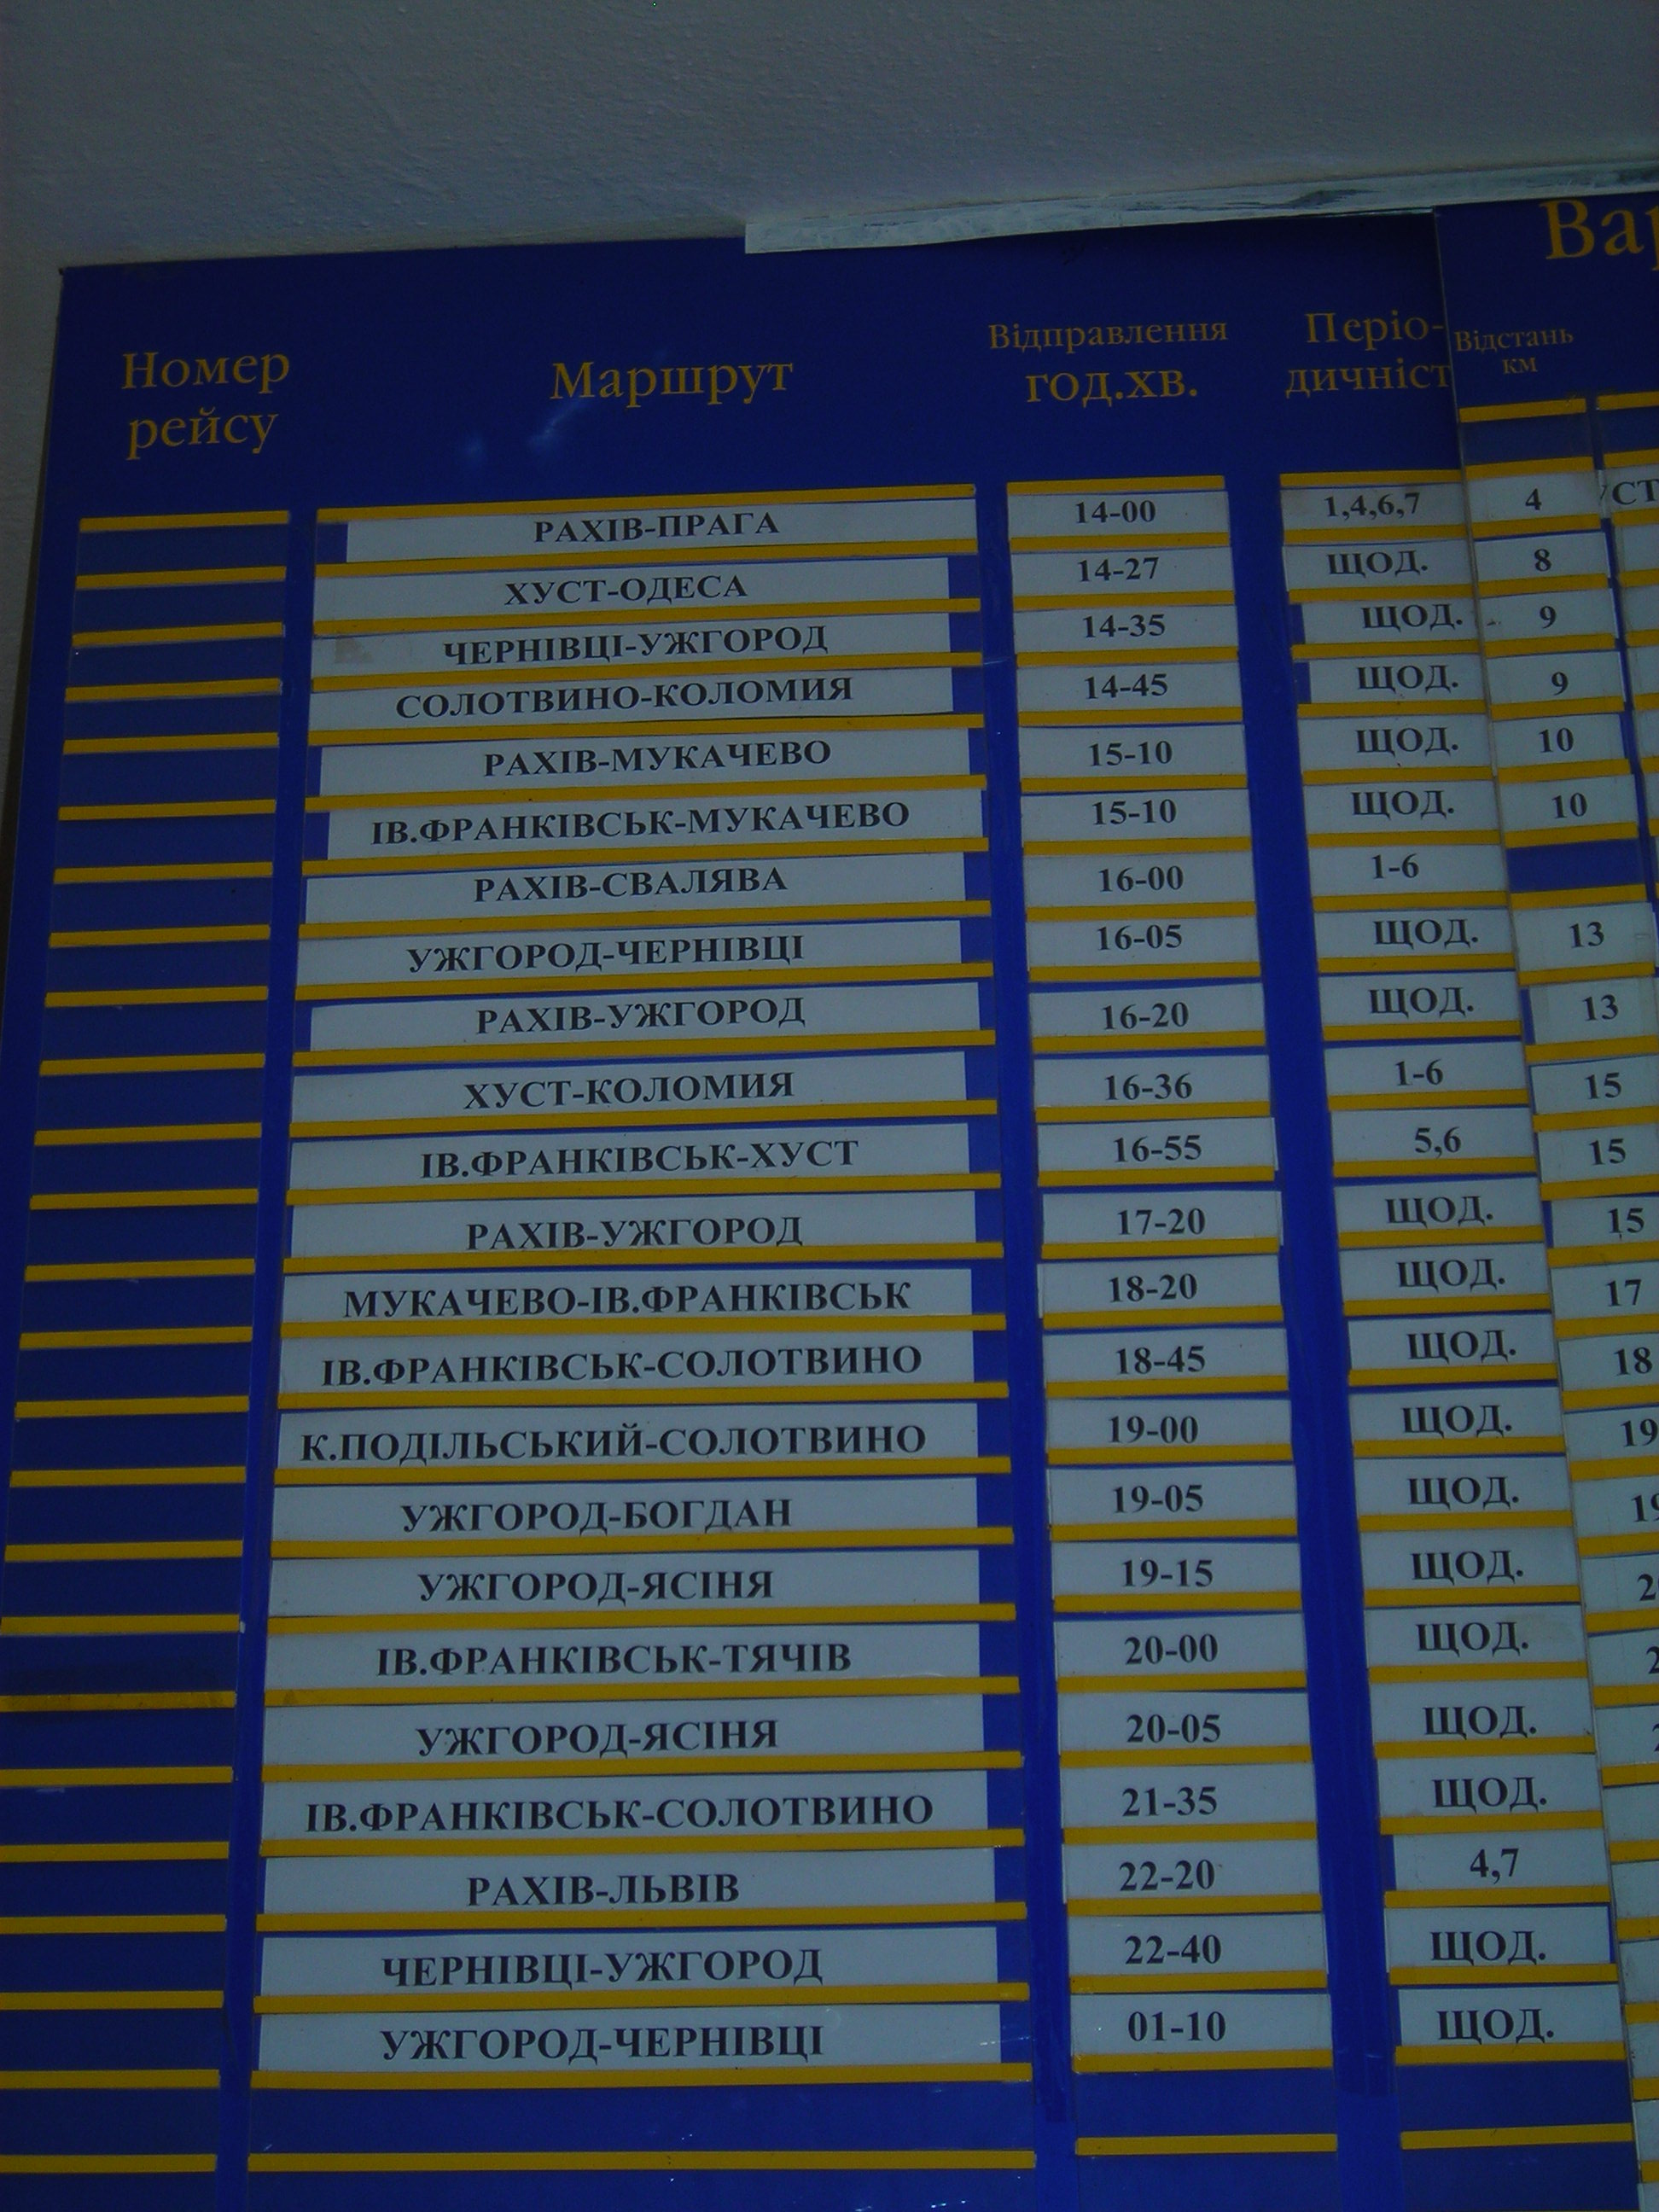 Вар
Номер рейсу Маршрут Відправлення год.хв. Періо-дичніст Відстань км
РАХІВ-ПРАГА 14-00 1,4,6,7 4
ХУСТ-ОДЕСА 14-27 ЩОД. 8
ЧЕРНІВЦІ-УЖГОРОД 14-35 ЩОД. 9
СОЛОТВИНО-КОЛОМИЯ 14-45 ЩОД. 9
РАХІВ-МУКАЧЕВО 15-10 ЩОД. 10
ІВ.ФРАНКІВСЬК-МУКАЧЕВО 15-10 ЩОД. 10
РАХІВ-СВАЛЯВА 16-00 1-6
УЖГОРОД-ЧЕРНІВЦІ 16-05 ЩОД. 13
РАХІВ-УЖГОРОД 16-20 ЩОД. 13
ХУСТ-КОЛОМИЯ 16-36 1-6 15
ІВ.ФРАНКІВСЬК-ХУСТ 16-55 5,6 15
РАХІВ-УЖГОРОД 17-20 ЩОД. 15
МУКАЧЕВО-ІВ.ФРАНКІВСЬК 18-20 ЩОД. 17
ІВ.ФРАНКІВСЬК-СОЛОТВИНО 18-45 ЩОД. 18
К.ПОДІЛЬСЬКИЙ-СОЛОТВИНО 19-00 ЩОД. 19
УЖГОРОД-БОГДАН 19-05 ЩОД. 19
УЖГОРОД-ЯСІНЯ 19-15 ЩОД.
ІВ.ФРАНКІВСЬК-ТЯЧІВ 20-00 ЩОД.
УЖГОРОД-ЯСІНЯ 20-05 ЩОД.
ІВ.ФРАНКІВСЬК-СОЛОТВИНО 21-35 ЩОД.
РАХІВ-ЛЬВІВ 22-20 4,7
ЧЕРНІВЦІ-УЖГОРОД 22-40 ЩОД.
УЖГОРОД-ЧЕРНІВЦІ 01-10 ЩОД.